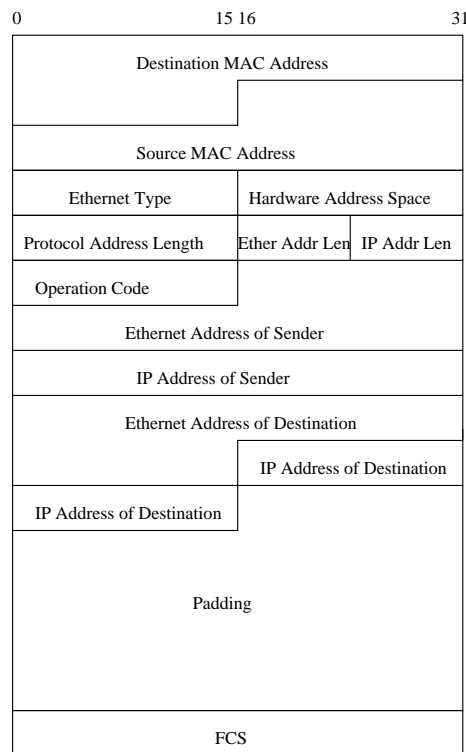 0 15 16 31
Destination MAC Address
Source MAC Address
Ethernet Type Hardware Address Space
Protocol Address Length Ether Addr Len IP Addr Len
Operation Code
Ethernet Address of Sender
IP Address of Sender
Ethernet Address of Destination
IP Address of Destination
IP Address of Destination
Padding
FCS